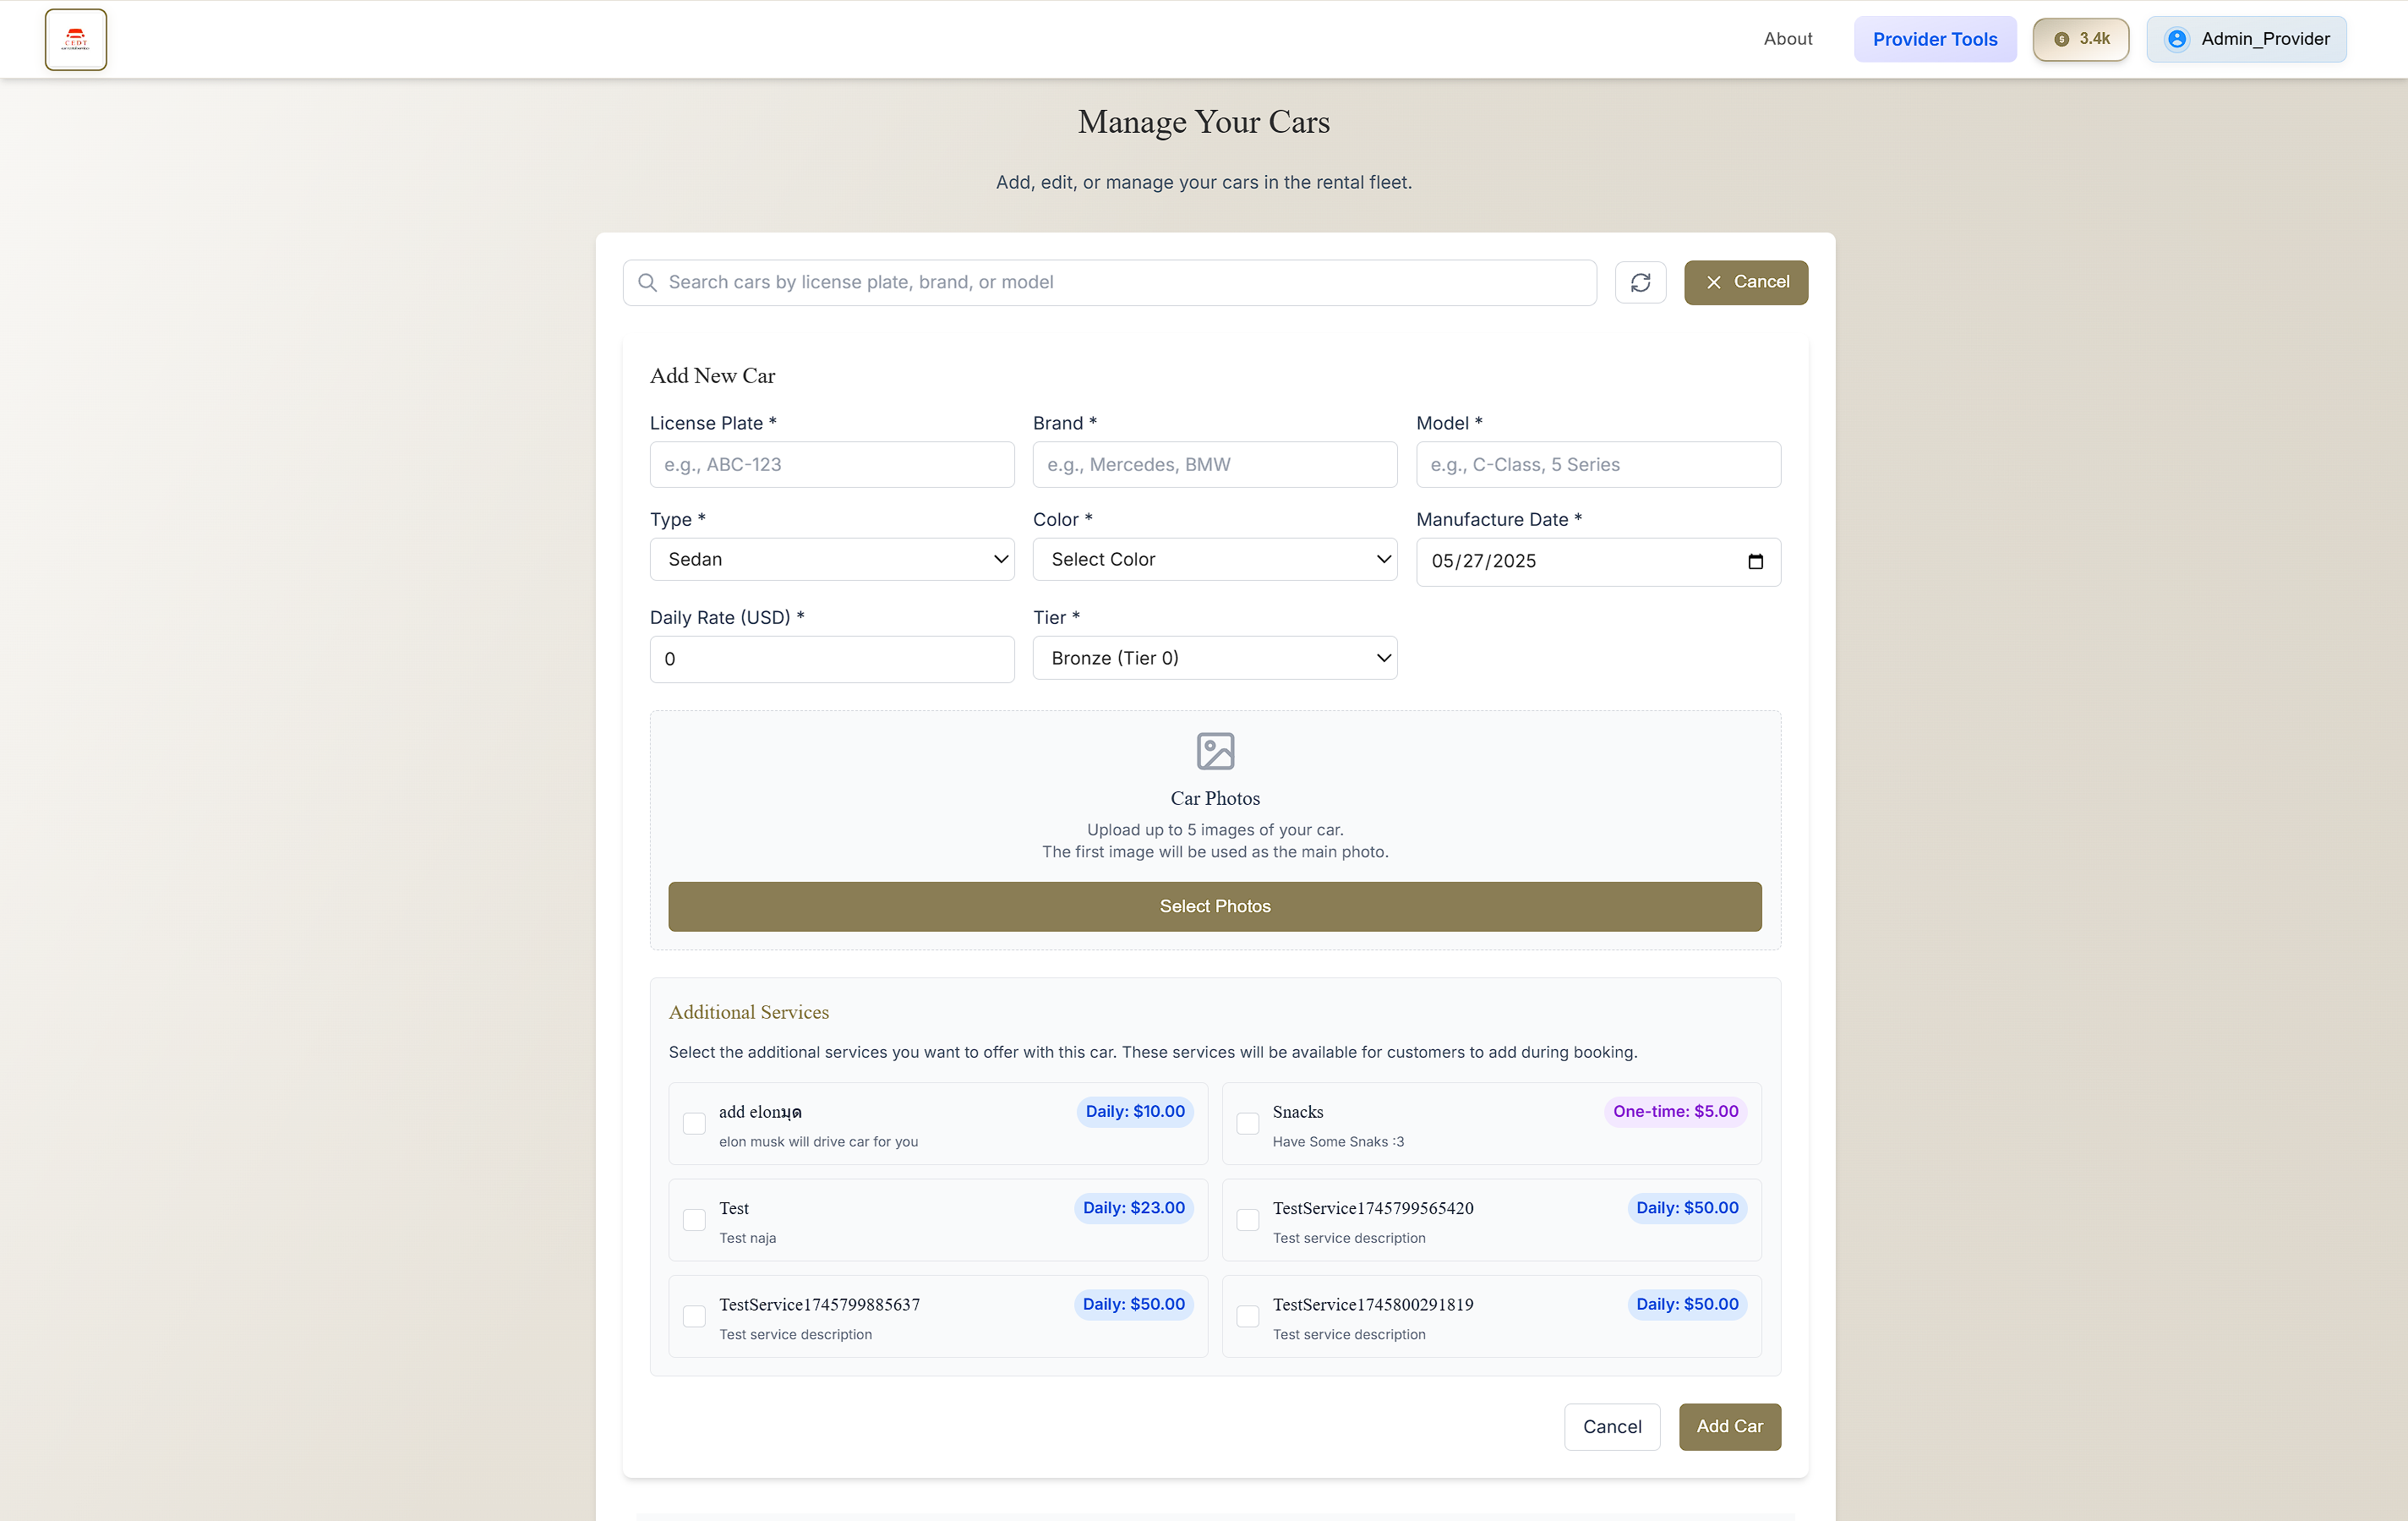 CEDT
About
Provider Tools
3.4k
Admin_Provider
Manage Your Cars
Add, edit, or manage your cars in the rental fleet.
Search cars by license plate, brand, or model
Cancel
Add New Car
License Plate *
Brand *
Model *
e.g., ABC-123
e.g., Mercedes, BMW
e.g., C-Class, 5 Series
Type *
Color *
Manufacture Date *
Sedan
Select Color
05/27/2025
Daily Rate (USD) *
Tier *
0
Bronze (Tier 0)
Car Photos
Upload up to 5 images of your car.
The first image will be used as the main photo.
Select Photos
Additional Services
Select the additional services you want to offer with this car. These services will be available for customers to add during booking.
add elonมุด
Daily: $10.00
elon musk will drive car for you
Snacks
One-time: $5.00
Have Some Snaks :3
Test
Daily: $23.00
Test naja
TestService1745799565420
Daily: $50.00
Test service description
TestService1745799885637
Daily: $50.00
Test service description
TestService1745800291819
Daily: $50.00
Test service description
Cancel
Add Car